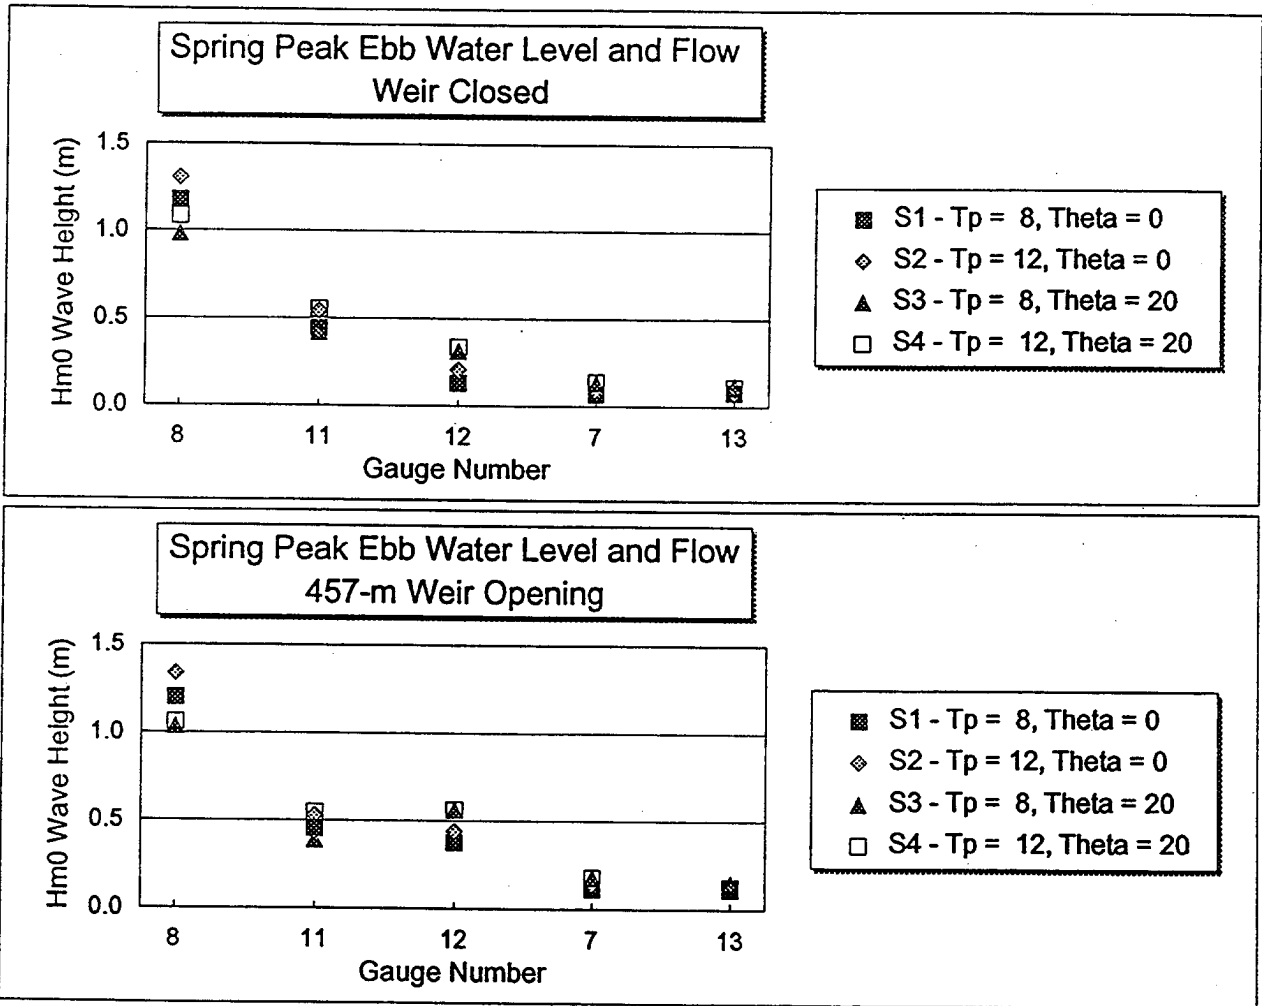 Spring Peak Ebb Water Level and Flow
Weir Closed
Hm0 Wave Height (m)
1.5
1.0
0.5
0.0
8 11 12 7 13
Gauge Number
S1 - Tp = 8, Theta = 0
S2 - Tp = 12, Theta = 0
S3 - Tp = 8, Theta = 20
S4 - Tp = 12, Theta = 20
Spring Peak Ebb Water Level and Flow
457-m Weir Opening
Hm0 Wave Height (m)
1.5
1.0
0.5
0.0
8 11 12 7 13
Gauge Number
S1 - Tp = 8, Theta = 0
S2 - Tp = 12, Theta = 0
S3 - Tp = 8, Theta = 20
S4 - Tp = 12, Theta = 20